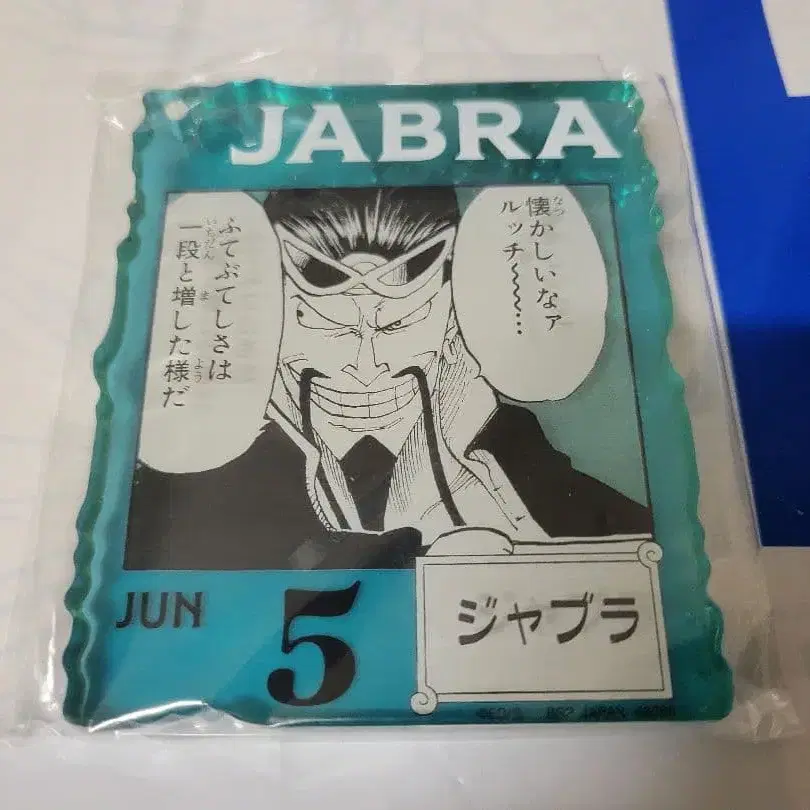 JABRA
懐かしいなァ
ルッチ〜〜〜…
ふてぶてしさは
一段と増した様だ
JUN
5
ジャブラ
JAPAN